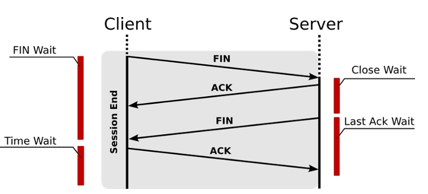 Client
Server
FIN Wait
FIN
Close Wait
ACK
Session End
FIN
Last Ack Wait
Time Wait
ACK